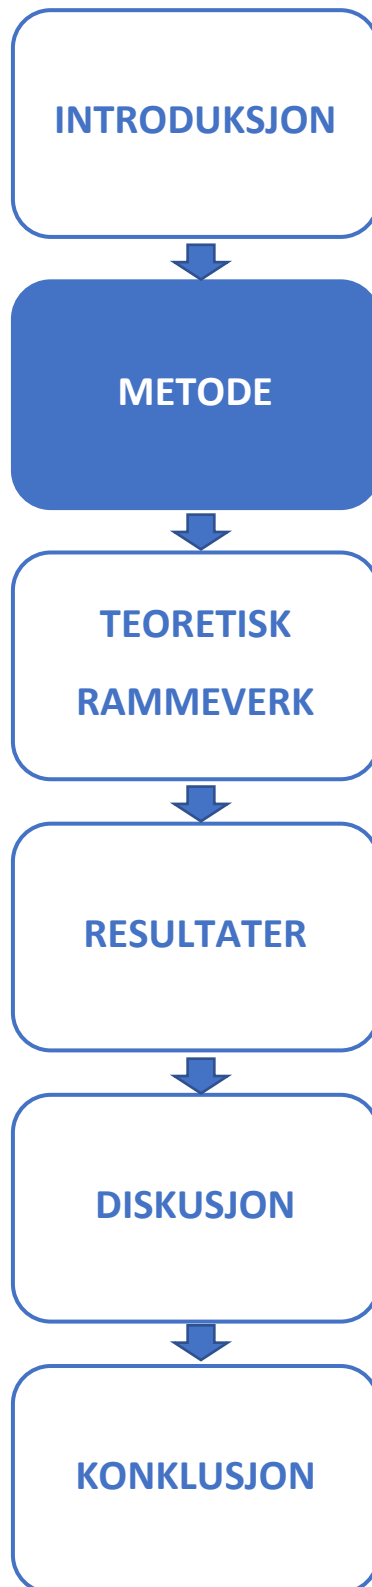 INTRODUKSJON
METODE
TEORETISK
RAMMEVERK
RESULTATER
DISKUSJON
KONKLUSJON